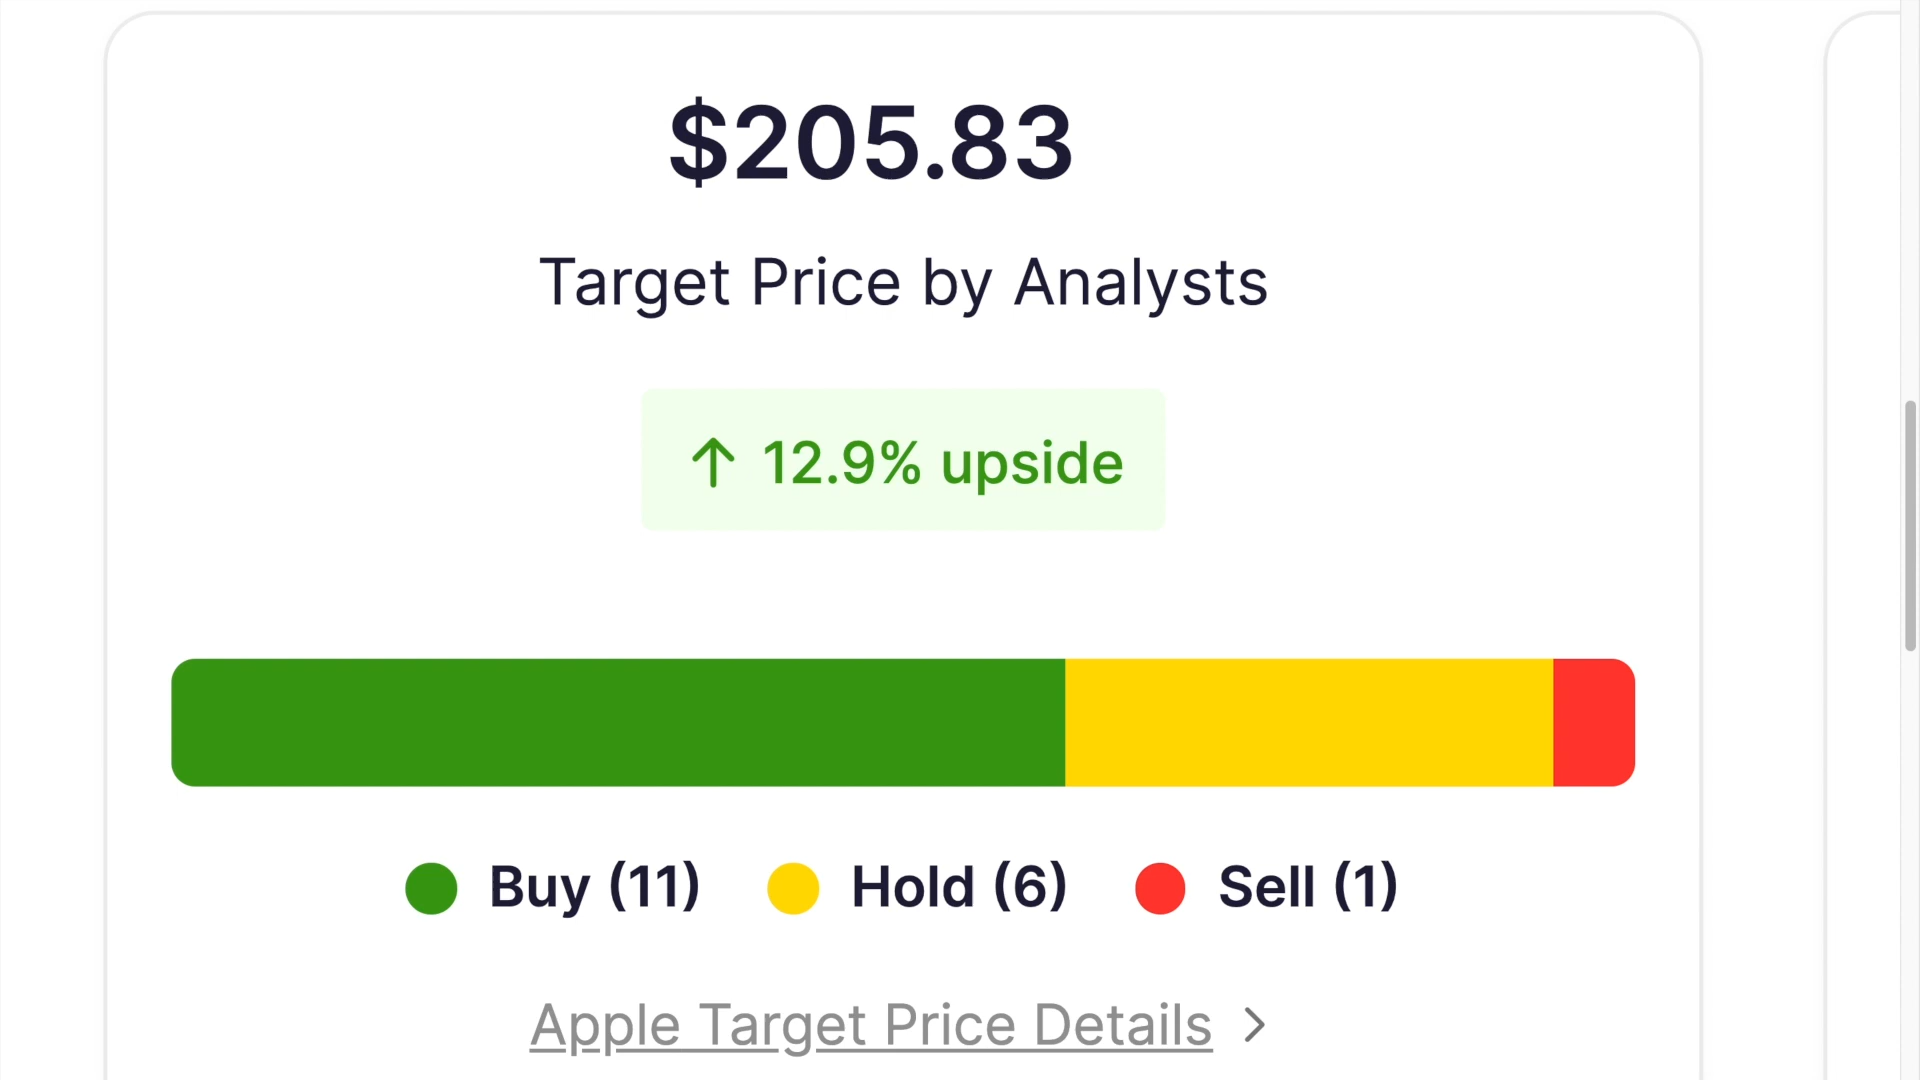 $205.83
Target Price by Analysts
↑ 12.9% upside
Buy (11) Hold (6) Sell (1)
Apple Target Price Details >